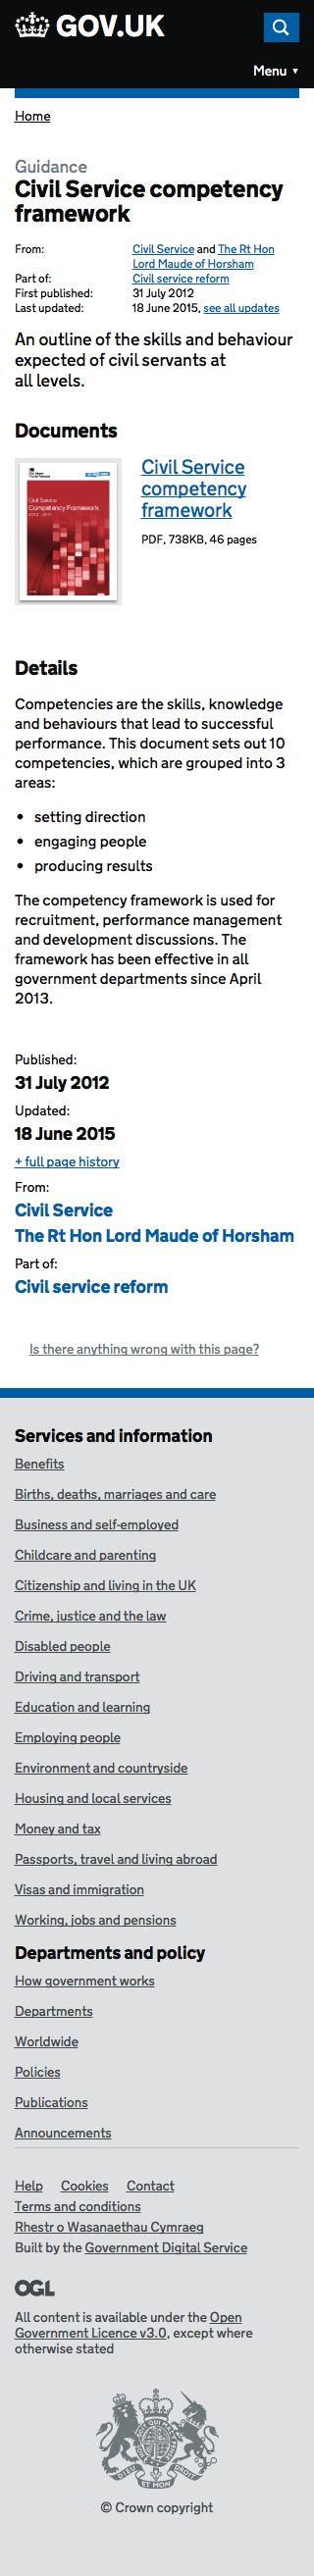 GOV.UK
Menu ▼
Home
Guidance
Civil Service competency
framework
From: Civil Service and The Rt Hon
Lord Maude of Horsham
Part of: Civil service reform
First published: 31 July 2012
Last updated: 18 June 2015, see all updates
An outline of the skills and behaviour
expected of civil servants at
all levels.
Documents
Civil Service
Competency Framework
Civil Service
competency
framework
PDF, 738KB, 46 pages
Details
Competencies are the skills, knowledge
and behaviours that lead to successful
performance. This document sets out 10
competencies, which are grouped into 3
areas:
• setting direction
• engaging people
• producing results
The competency framework is used for
recruitment, performance management
and development discussions. The
framework has been effective in all
government departments since April
2013.
Published:
31 July 2012
Updated:
18 June 2015
+ full page history
From:
Civil Service
The Rt Hon Lord Maude of Horsham
Part of:
Civil service reform
Is there anything wrong with this page?
Services and information
Benefits
Births, deaths, marriages and care
Business and self-employed
Childcare and parenting
Citizenship and living in the UK
Crime, justice and the law
Disabled people
Driving and transport
Education and learning
Employing people
Environment and countryside
Housing and local services
Money and tax
Passports, travel and living abroad
Visas and immigration
Working, jobs and pensions
Departments and policy
How government works
Departments
Worldwide
Policies
Publications
Announcements
Help Cookies Contact
Terms and conditions
Rhestr o Wasanaethau Cymraeg
Built by the Government Digital Service
OGL
All content is available under the Open
Government Licence v3.0, except where
otherwise stated
DIEU ET MON DROIT
© Crown copyright